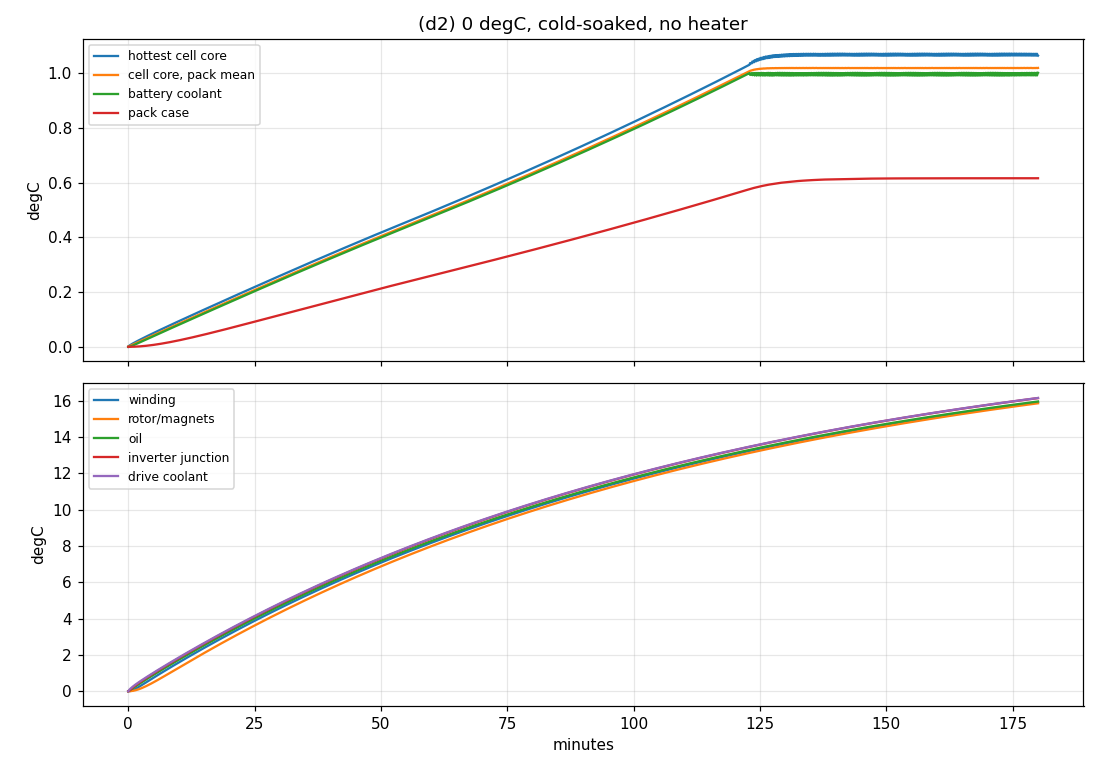 (d2) 0 degC, cold-soaked, no heater
hottest cell core
cell core, pack mean
battery coolant
pack case
1.0
0.8
0.6
0.4
0.2
0.0
degC
winding
rotor/magnets
oil
inverter junction
drive coolant
16
14
12
10
8
6
4
2
0
degC
0 25 50 75 100 125 150 175
minutes